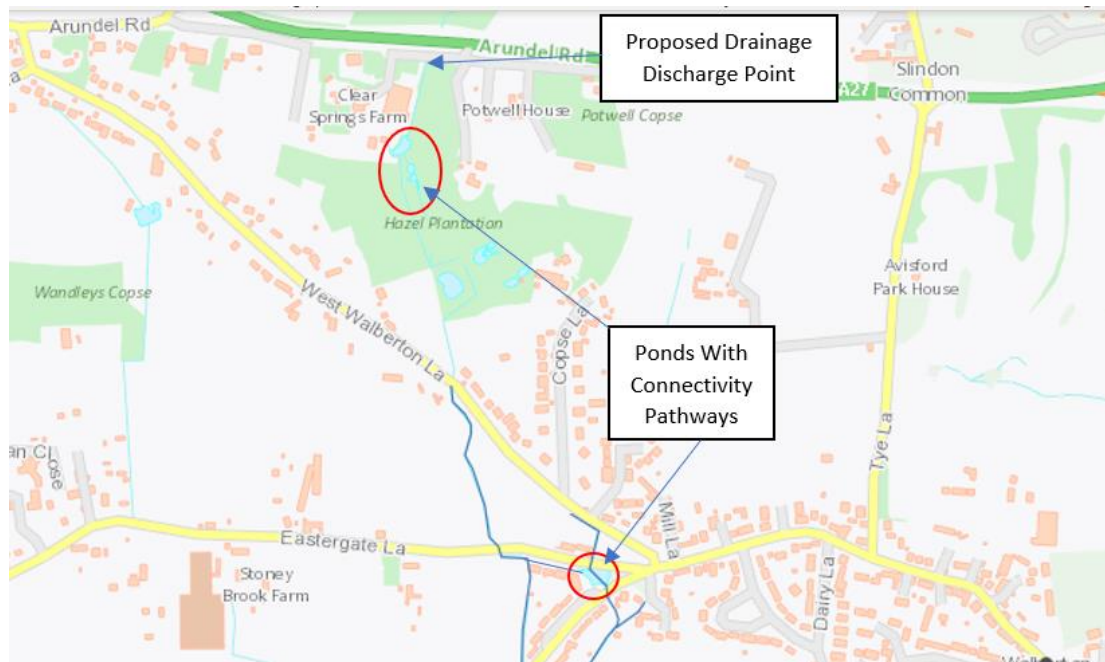 Arundel Rd
Arundel Rd
Proposed Drainage
Discharge Point
A27
Slindon
Common
Clear
Springs Farm
Potwell House
Potwell Copse
Hazel Plantation
Wandleys Copse
West Walberton La
Avisford
Park House
Copse La
Ponds With
Connectivity
Pathways
Tye La
an Close
Mill La
Eastergate La
Stoney
Brook Farm
Dairy La